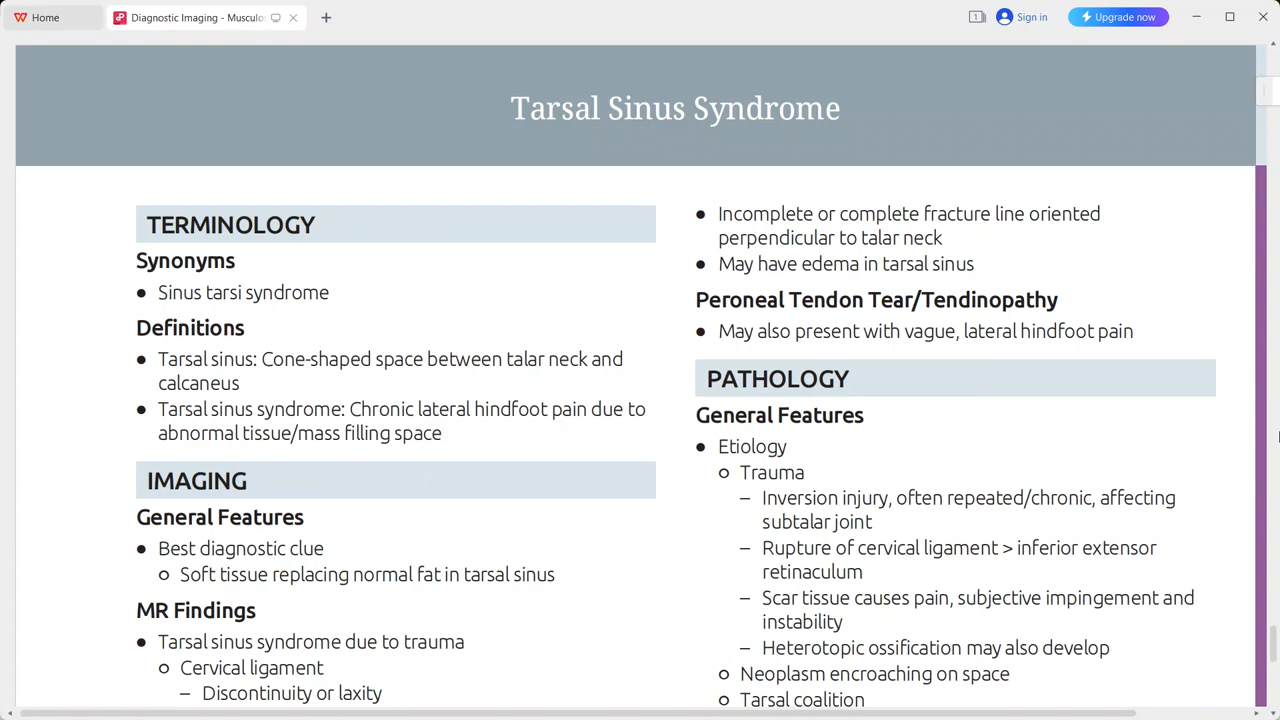 Home
Diagnostic Imaging - Musculos
1
Sign in
Upgrade now
Tarsal Sinus Syndrome
TERMINOLOGY
Synonyms
● Sinus tarsi syndrome
Definitions
● Tarsal sinus: Cone-shaped space between talar neck and
calcaneus
● Tarsal sinus syndrome: Chronic lateral hindfoot pain due to
abnormal tissue/mass filling space
IMAGING
General Features
● Best diagnostic clue
○ Soft tissue replacing normal fat in tarsal sinus
MR Findings
● Tarsal sinus syndrome due to trauma
○ Cervical ligament
– Discontinuity or laxity
● Incomplete or complete fracture line oriented
perpendicular to talar neck
● May have edema in tarsal sinus
Peroneal Tendon Tear/Tendinopathy
● May also present with vague, lateral hindfoot pain
PATHOLOGY
General Features
● Etiology
○ Trauma
– Inversion injury, often repeated/chronic, affecting
subtalar joint
– Rupture of cervical ligament > inferior extensor
retinaculum
– Scar tissue causes pain, subjective impingement and
instability
– Heterotopic ossification may also develop
○ Neoplasm encroaching on space
○ Tarsal coalition